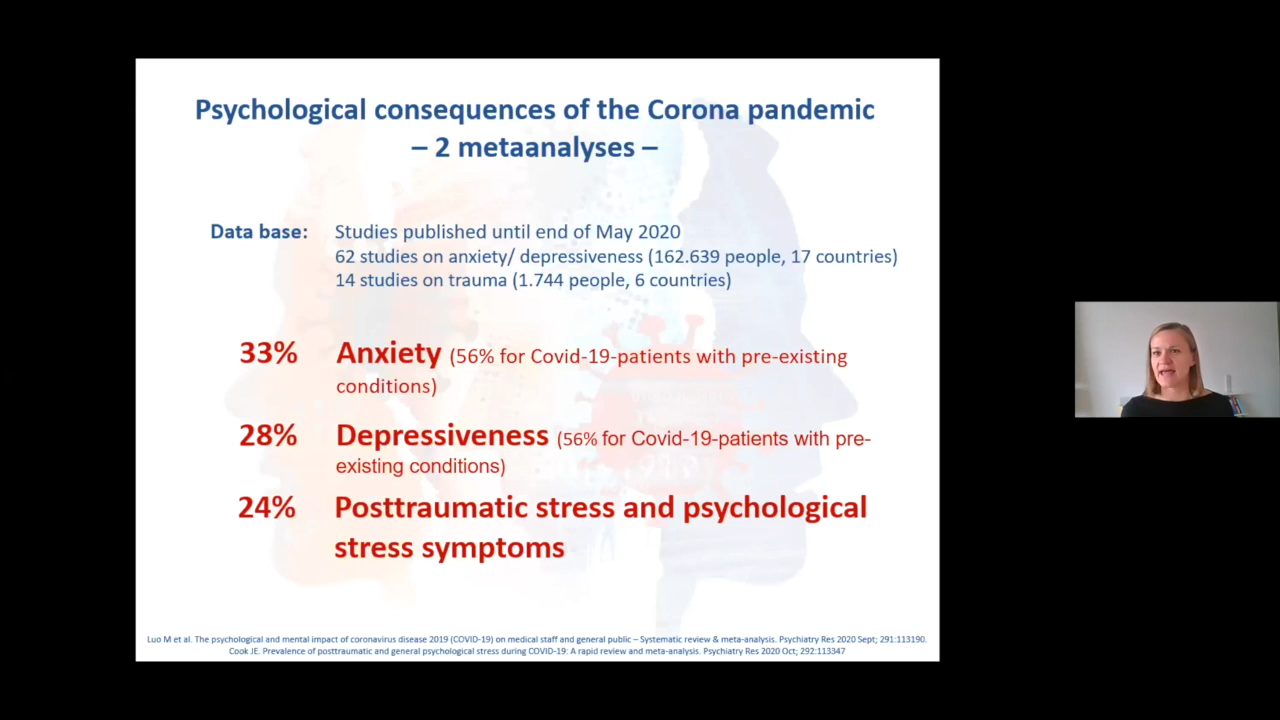 Psychological consequences of the Corona pandemic
– 2 metaanalyses –
Data base: Studies published until end of May 2020
62 studies on anxiety/ depressiveness (162.639 people, 17 countries)
14 studies on trauma (1.744 people, 6 countries)
33% Anxiety (56% for Covid-19-patients with pre-existing
conditions)
28% Depressiveness (56% for Covid-19-patients with pre-
existing conditions)
24% Posttraumatic stress and psychological
stress symptoms
Luo M et al. The psychological and mental impact of coronavirus disease 2019 (COVID-19) on medical staff and general public – Systematic review & meta-analysis. Psychiatry Res 2020 Sept; 291:113190.
Cook JE. Prevalence of posttraumatic and general psychological stress during COVID-19: A rapid review and meta-analysis. Psychiatry Res 2020 Oct; 292:113347